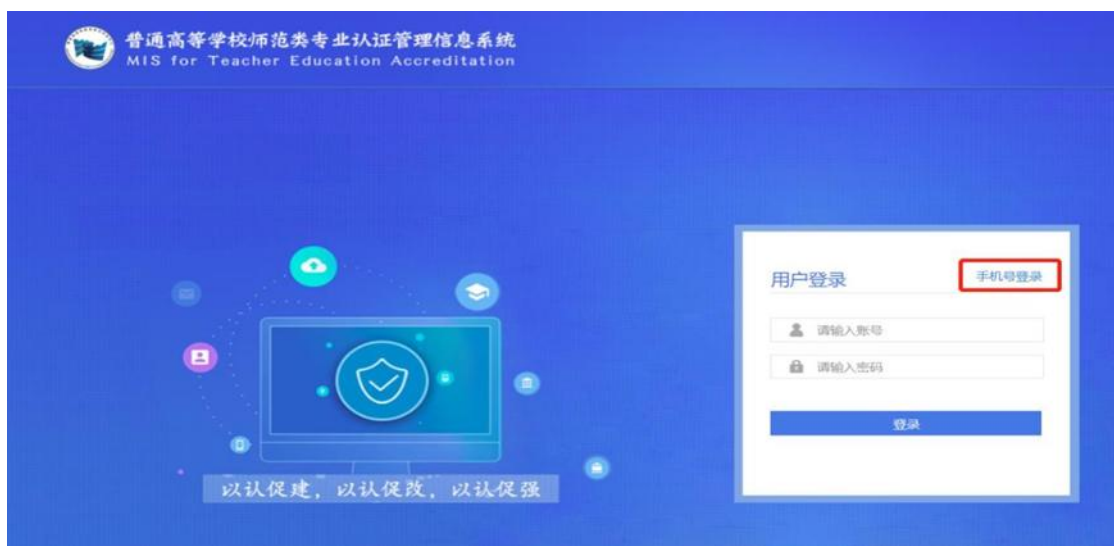 普通高等学校师范类专业认证管理信息系统
MIS for Teacher Education Accreditation
用户登录
手机号登录
请输入账号
请输入密码
登录
以认促建，以认促改，以认促强